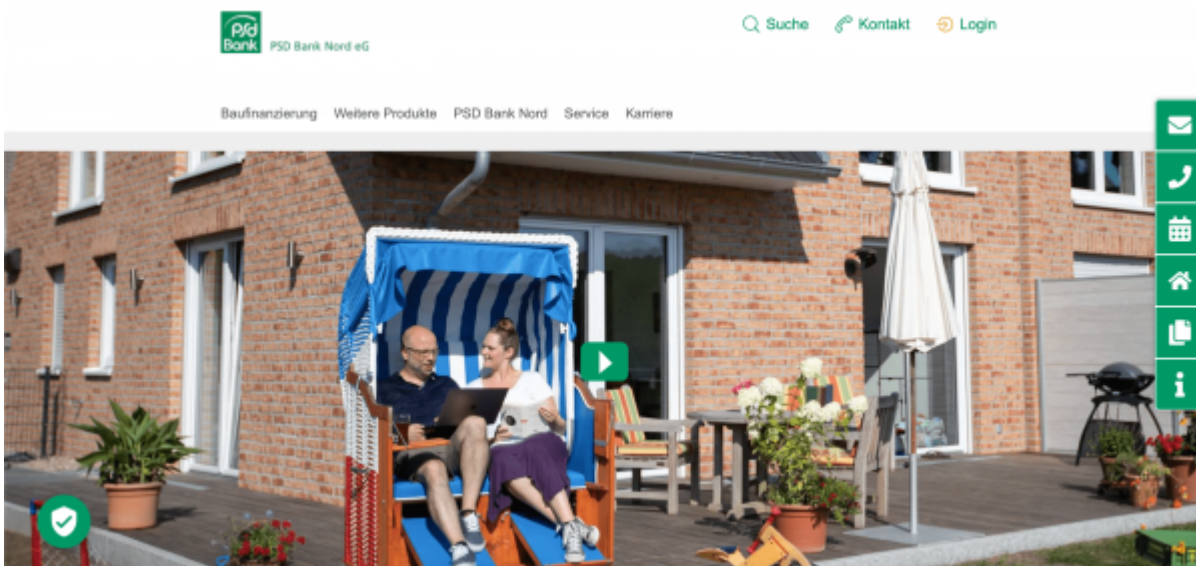 PSD
Bank
PSD Bank Nord eG
Suche
Kontakt
Login
Baufinanzierung
Weitere Produkte
PSD Bank Nord
Service
Karriere